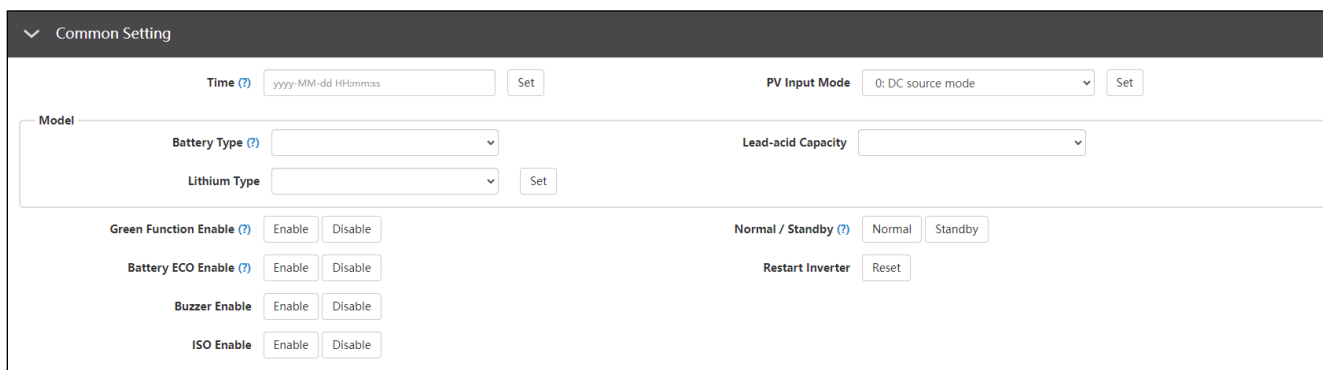 Common Setting
Time (?) yyyy-MM-dd HH:mm:ss Set PV Input Mode 0: DC source mode Set
Model
Battery Type (?) Lead-acid Capacity
Lithium Type Set
Green Function Enable (?) Enable Disable Normal / Standby (?) Normal Standby
Battery ECO Enable (?) Enable Disable Restart Inverter Reset
Buzzer Enable Enable Disable
ISO Enable Enable Disable